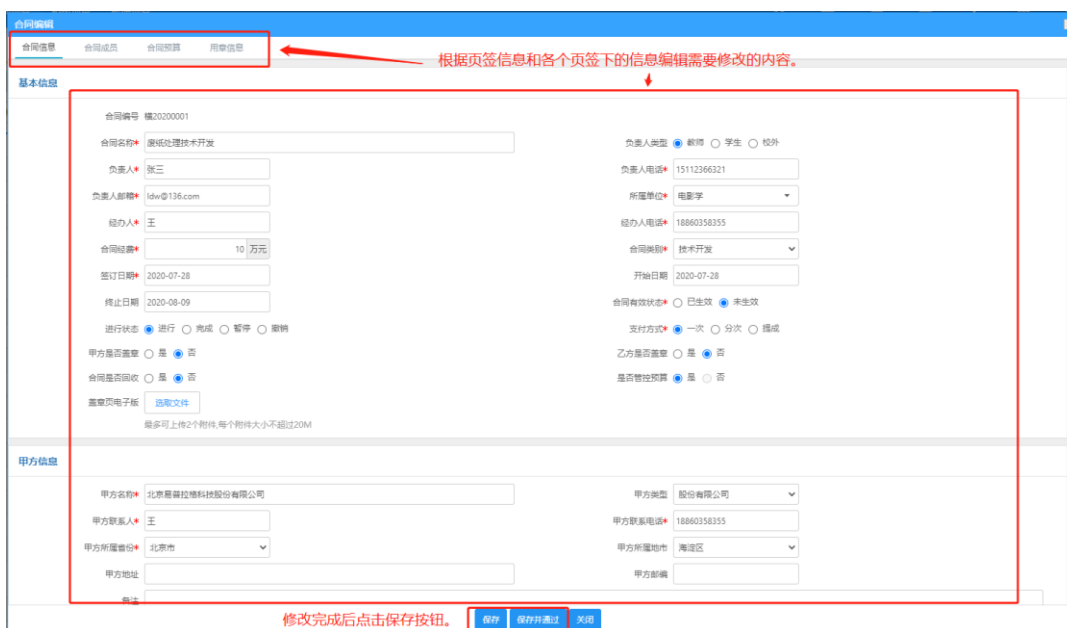 合同编辑
合同信息 合同成员 合同预算 用章信息
根据页签信息和各个页签下的信息编辑需要修改的内容。
基本信息
合同编号 横20200001
合同名称* 废纸处理技术开发 负责人类型 教师 学生 校外
负责人* 张三 负责人电话* 15112366321
负责人邮箱* ldw@136.com 所属单位* 电影学
经办人* 王 经办人电话* 18860358355
合同经费* 10 万元 合同类别* 技术开发
签订日期* 2020-07-28 开始日期 2020-07-28
终止日期 2020-08-09 合同有效状态* 已生效 未生效
进行状态 进行 完成 暂停 撤销 支付方式* 一次 分次 提成
甲方是否盖章 是 否 乙方是否盖章 是 否
合同是否回收 是 否 是否管控预算 是 否
盖章页电子版 选取文件
最多可上传2个附件,每个附件大小不超过20M
甲方信息
甲方名称* 北京易普拉格科技股份有限公司 甲方类型 股份有限公司
甲方联系人* 王 甲方联系电话* 18860358355
甲方所属省份* 北京市 甲方所属地市 海淀区
甲方地址 甲方邮编
备注
修改完成后点击保存按钮。 保存 保存并通过 关闭